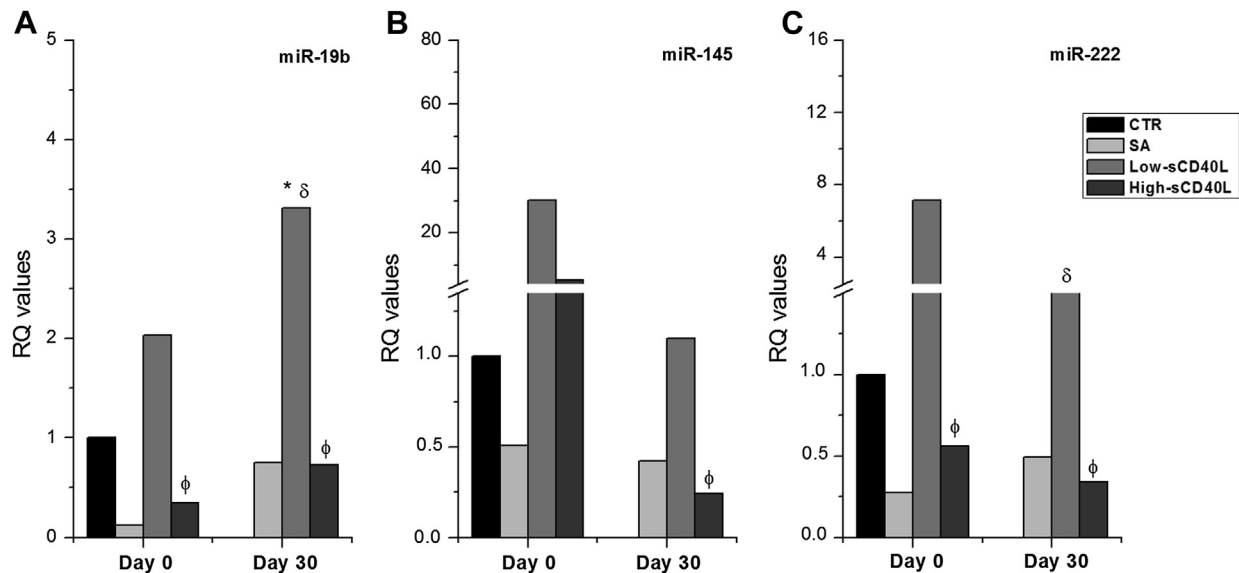 A
B
C
miR-19b
miR-145
miR-222
5
4
3
2
1
0
RQ values
* δ
ϕ
ϕ
Day 0
Day 30
80
60
40
20
1.0
0.5
0.0
RQ values
ϕ
Day 0
Day 30
16
12
8
4
1.0
0.5
0.0
RQ values
δ
ϕ
ϕ
Day 0
Day 30
CTR
SA
Low-sCD40L
High-sCD40L